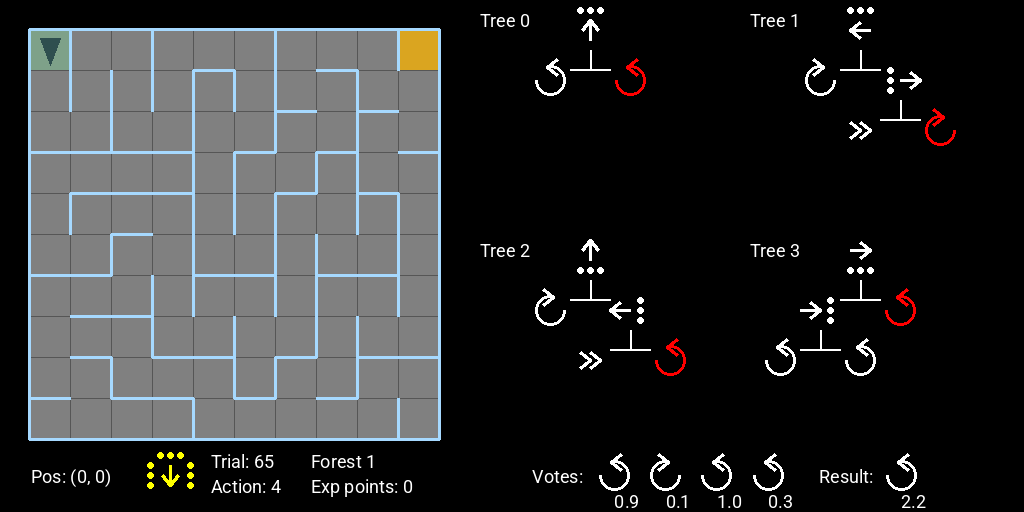 Tree 0
Tree 1
Tree 2
Tree 3
Pos: (0, 0)
Trial: 65
Forest 1
Action: 4
Exp points: 0
Votes:
0.9
0.1
1.0
0.3
Result:
2.2